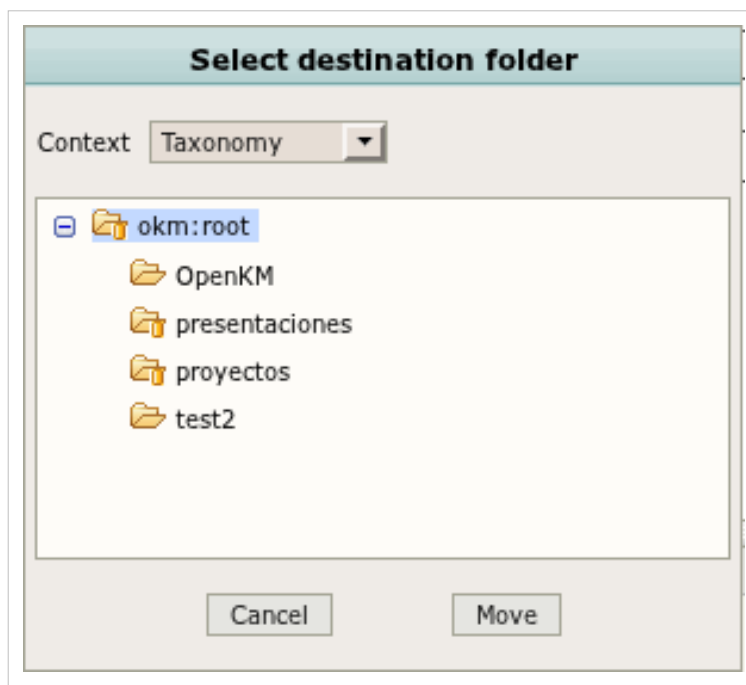 Select destination folder
Context Taxonomy
okm:root
OpenKM
presentaciones
proyectos
test2
Cancel Move